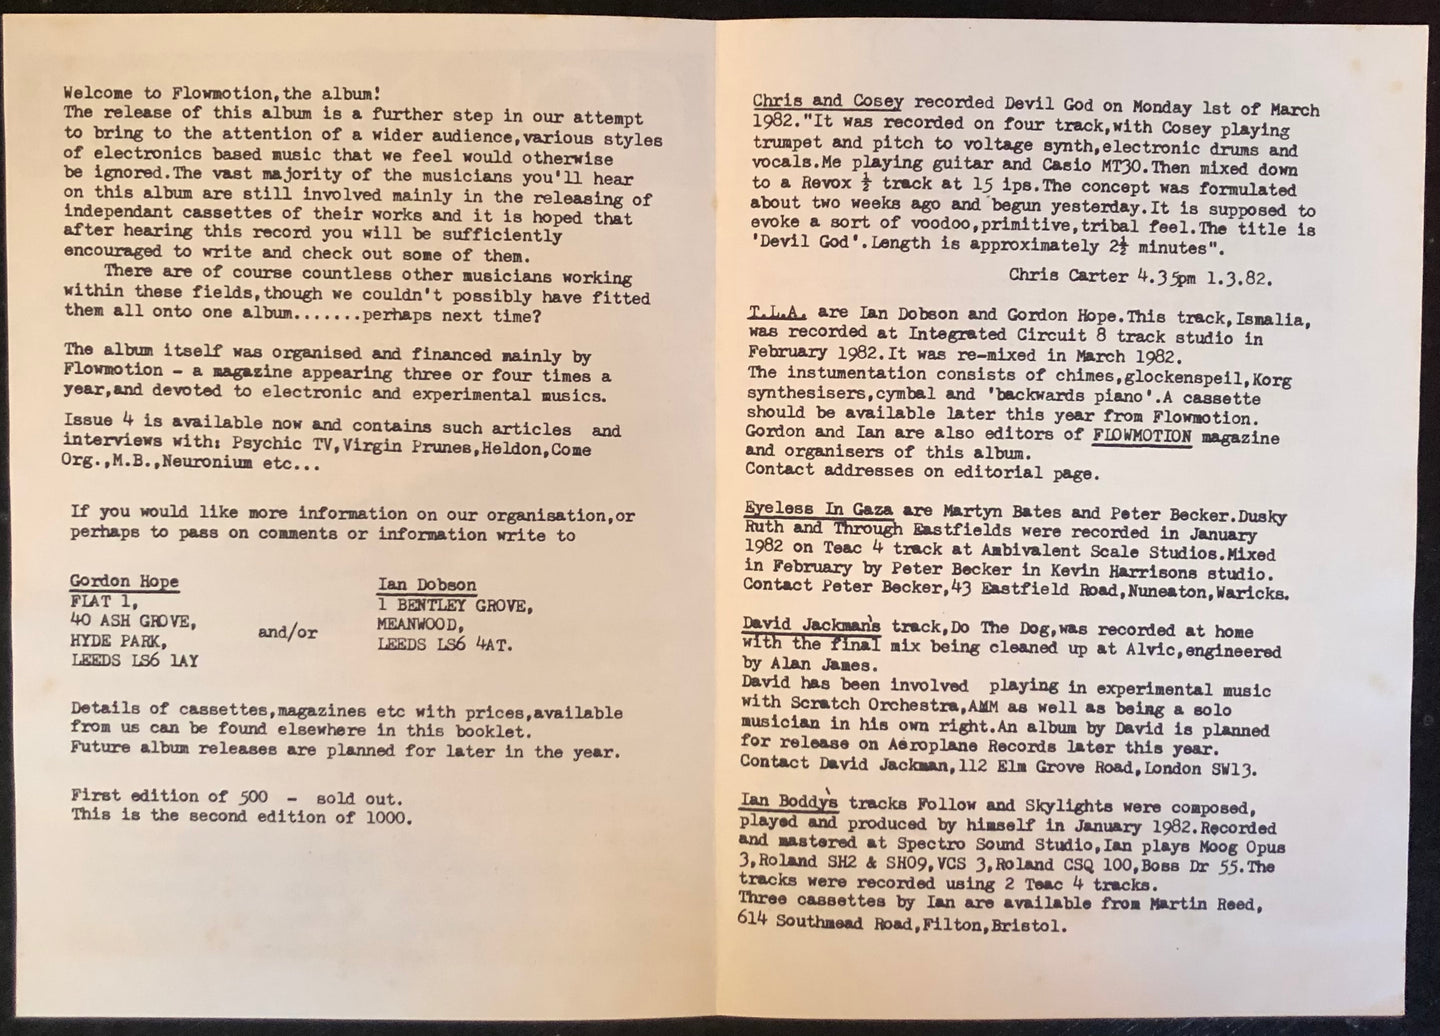 Welcome to Flowmotion,the album!
The release of this album is a further step in our attempt
to bring to the attention of a wider audience,various styles
of electronics based music that we feel would otherwise
be ignored.The vast majority of the musicians you'll hear
on this album are still involved mainly in the releasing of
independant cassettes of their works and it is hoped that
after hearing this record you will be sufficiently
encouraged to write and check out some of them.
There are of course countless other musicians working
within these fields,though we couldn't possibly have fitted
them all onto one album.......perhaps next time?
The album itself was organised and financed mainly by
Flowmotion - a magazine appearing three or four times a
year,and devoted to electronic and experimental musics.
Issue 4 is available now and contains such articles and
interviews with: Psychic TV,Virgin Prunes,Heldon,Come
Org.,M.B.,Neuronium etc...
If you would like more information on our organisation,or
perhaps to pass on comments or information write to
Gordon Hope
FLAT 1,
40 ASH GROVE,
HYDE PARK,
LEEDS LS6 1AY
and/or
Ian Dobson
1 BENTLEY GROVE,
MEANWOOD,
LEEDS LS6 4AT.
Details of cassettes,magazines etc with prices,available
from us can be found elsewhere in this booklet.
Future album releases are planned for later in the year.
First edition of 500 - sold out.
This is the second edition of 1000.
Chris and Cosey recorded Devil God on Monday 1st of March
1982."It was recorded on four track,with Cosey playing
trumpet and pitch to voltage synth,electronic drums and
vocals.Me playing guitar and Casio MT30.Then mixed down
to a Revox ½ track at 15 ips.The concept was formulated
about two weeks ago and begun yesterday.It is supposed to
evoke a sort of voodoo,primitive,tribal feel.The title is
'Devil God'.Length is approximately 2½ minutes".
Chris Carter 4.35pm 1.3.82.
T.L.A. are Ian Dobson and Gordon Hope.This track,Ismalia,
was recorded at Integrated Circuit 8 track studio in
February 1982.It was re-mixed in March 1982.
The instumentation consists of chimes,glockenspeil,Korg
synthesisers,cymbal and 'backwards piano'.A cassette
should be available later this year from Flowmotion.
Gordon and Ian are also editors of FLOWMOTION magazine
and organisers of this album.
Contact addresses on editorial page.
Eyeless In Gaza are Martyn Bates and Peter Becker.Dusky
Ruth and Through Eastfields were recorded in January
1982 on Teac 4 track at Ambivalent Scale Studios.Mixed
in February by Peter Becker in Kevin Harrisons studio.
Contact Peter Becker,43 Eastfield Road,Nuneaton,Waricks.
David Jackman's track,Do The Dog,was recorded at home
with the final mix being cleaned up at Alvic,engineered
by Alan James.
David has been involved playing in experimental music
with Scratch Orchestra,AMM as well as being a solo
musician in his own right.An album by David is planned
for release on Aeroplane Records later this year.
Contact David Jackman,112 Elm Grove Road,London SW13.
Ian Boddy's tracks Follow and Skylights were composed,
played and produced by himself in January 1982.Recorded
and mastered at Spectro Sound Studio,Ian plays Moog Opus
3,Roland SH2 & SH09,VCS 3,Roland CSQ 100,Boss Dr 55.The
tracks were recorded using 2 Teac 4 tracks.
Three cassettes by Ian are available from Martin Reed,
614 Southmead Road,Filton,Bristol.